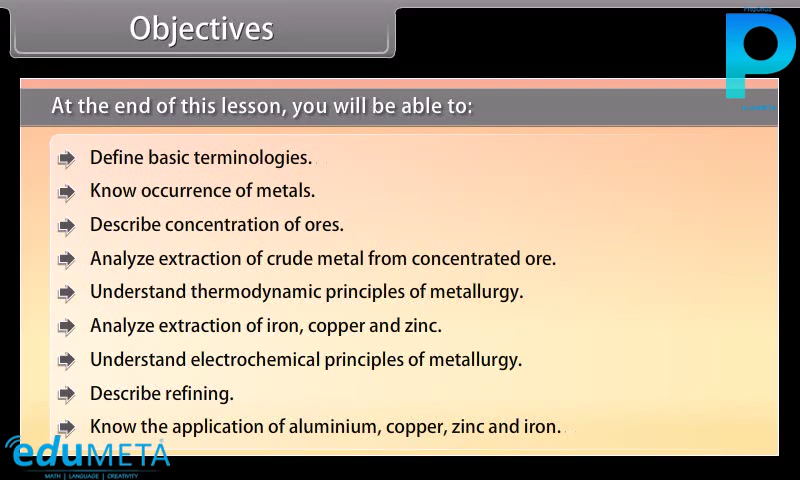 Objectives
At the end of this lesson, you will be able to:
Define basic terminologies.
Know occurrence of metals.
Describe concentration of ores.
Analyze extraction of crude metal from concentrated ore.
Understand thermodynamic principles of metallurgy.
Analyze extraction of iron, copper and zinc.
Understand electrochemical principles of metallurgy.
Describe refining.
Know the application of aluminium, copper, zinc and iron.
eduMETA
MATH | LANGUAGE | CREATIVITY
P